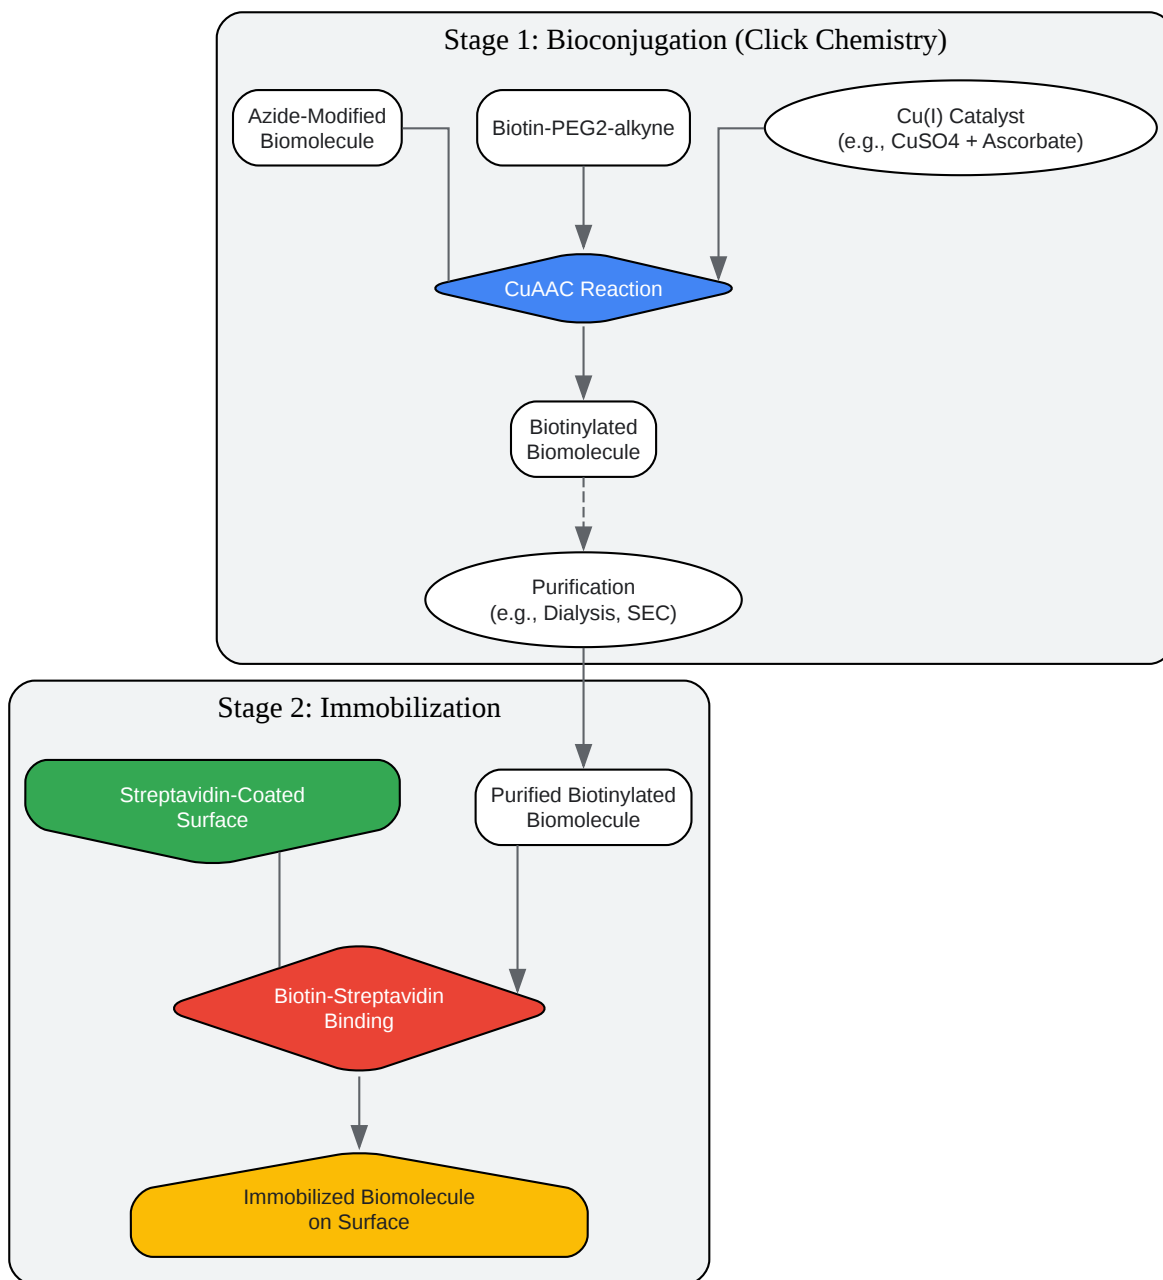 Stage 1: Bioconjugation (Click Chemistry)
Azide-Modified
Biomolecule
Biotin-PEG2-alkyne
Cu(I) Catalyst
(e.g., CuSO4 + Ascorbate)
CuAAC Reaction
Biotinylated
Biomolecule
Purification
(e.g., Dialysis, SEC)
Stage 2: Immobilization
Streptavidin-Coated
Surface
Purified Biotinylated
Biomolecule
Biotin-Streptavidin
Binding
Immobilized Biomolecule
on Surface